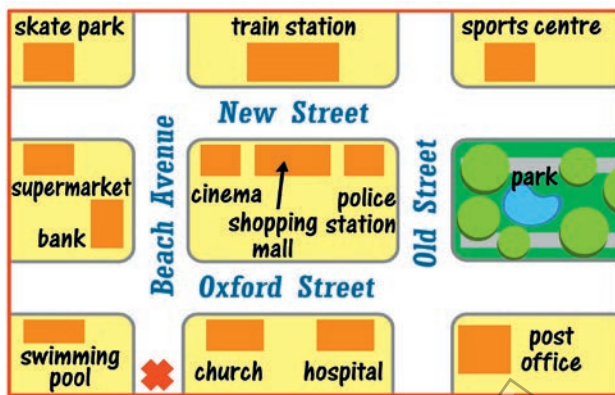 skate park
train station
sports centre
New Street
Beach Avenue
supermarket
bank
cinema
shopping
mall
police
station
Old Street
park
Oxford Street
swimming
pool
church
hospital
post
office